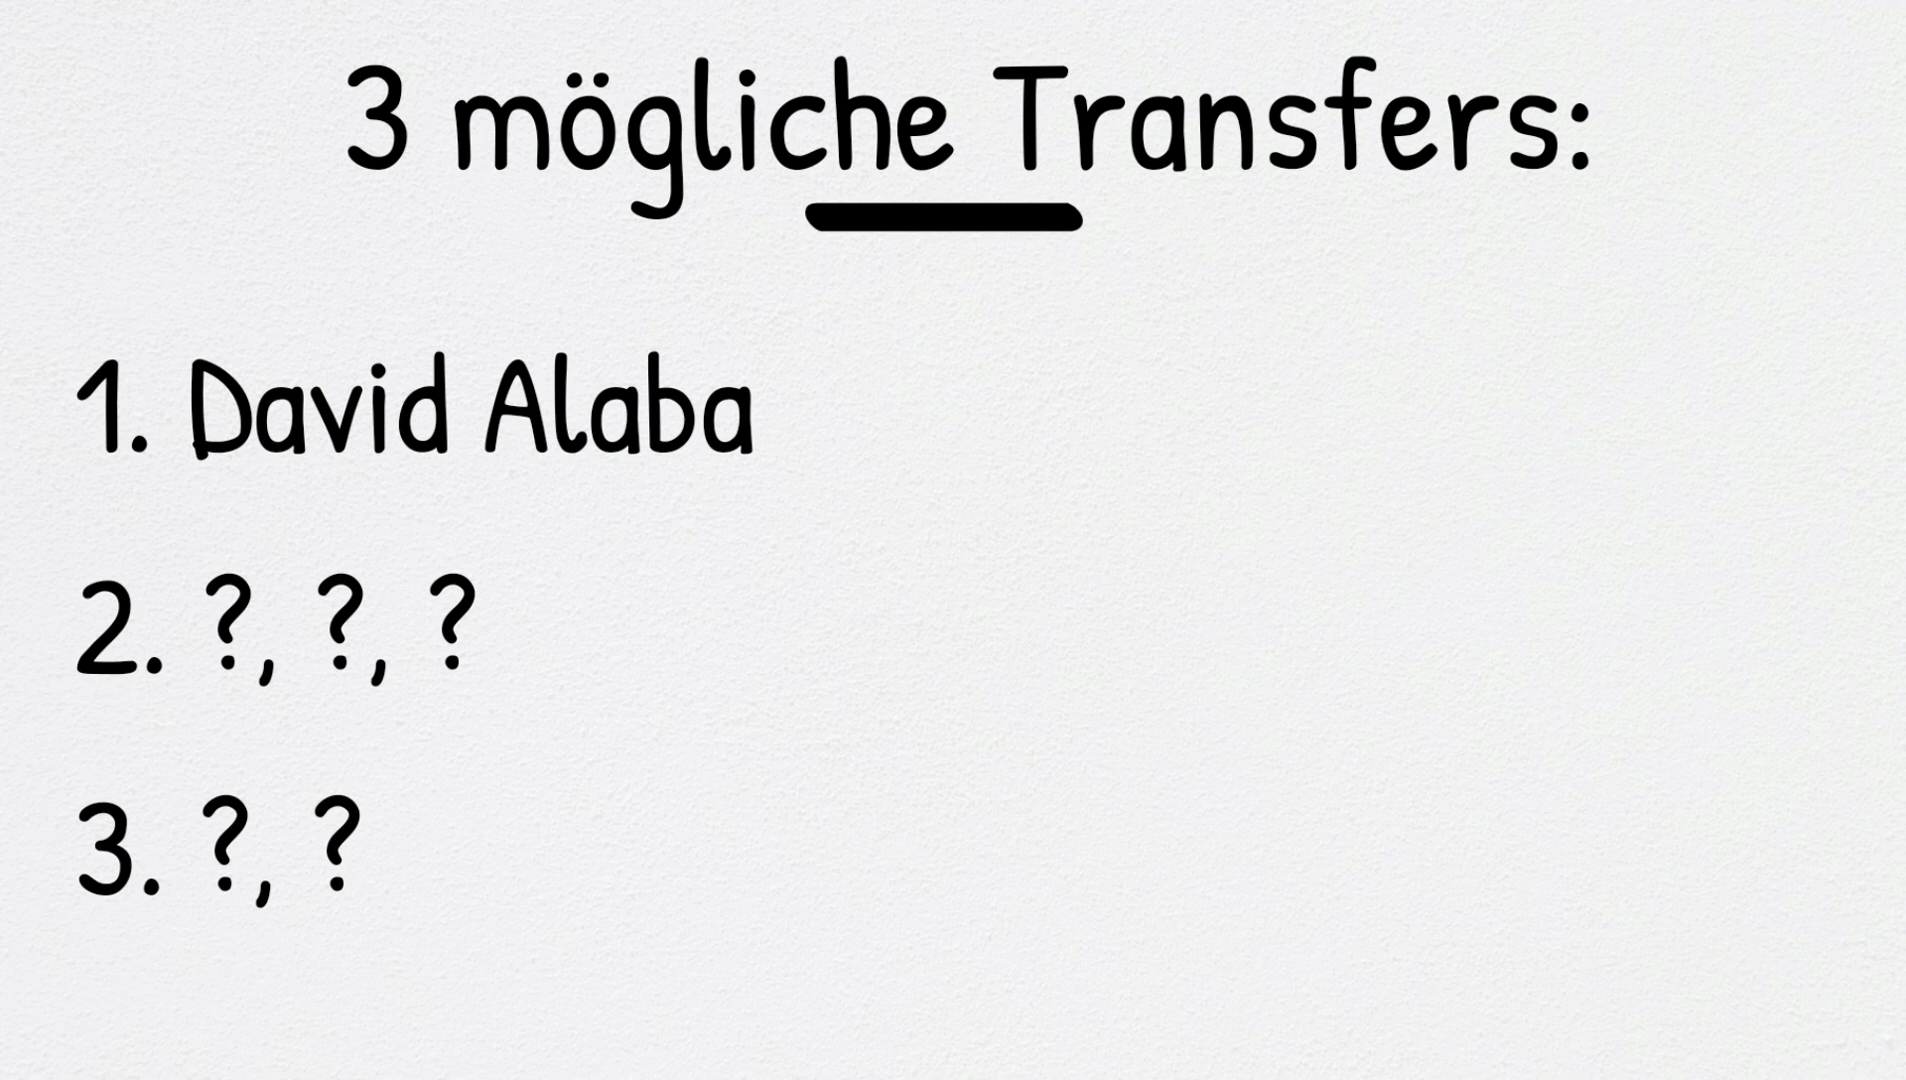 3 mögliche Transfers:
1. David Alaba
2. ?, ?, ?
3. ?, ?